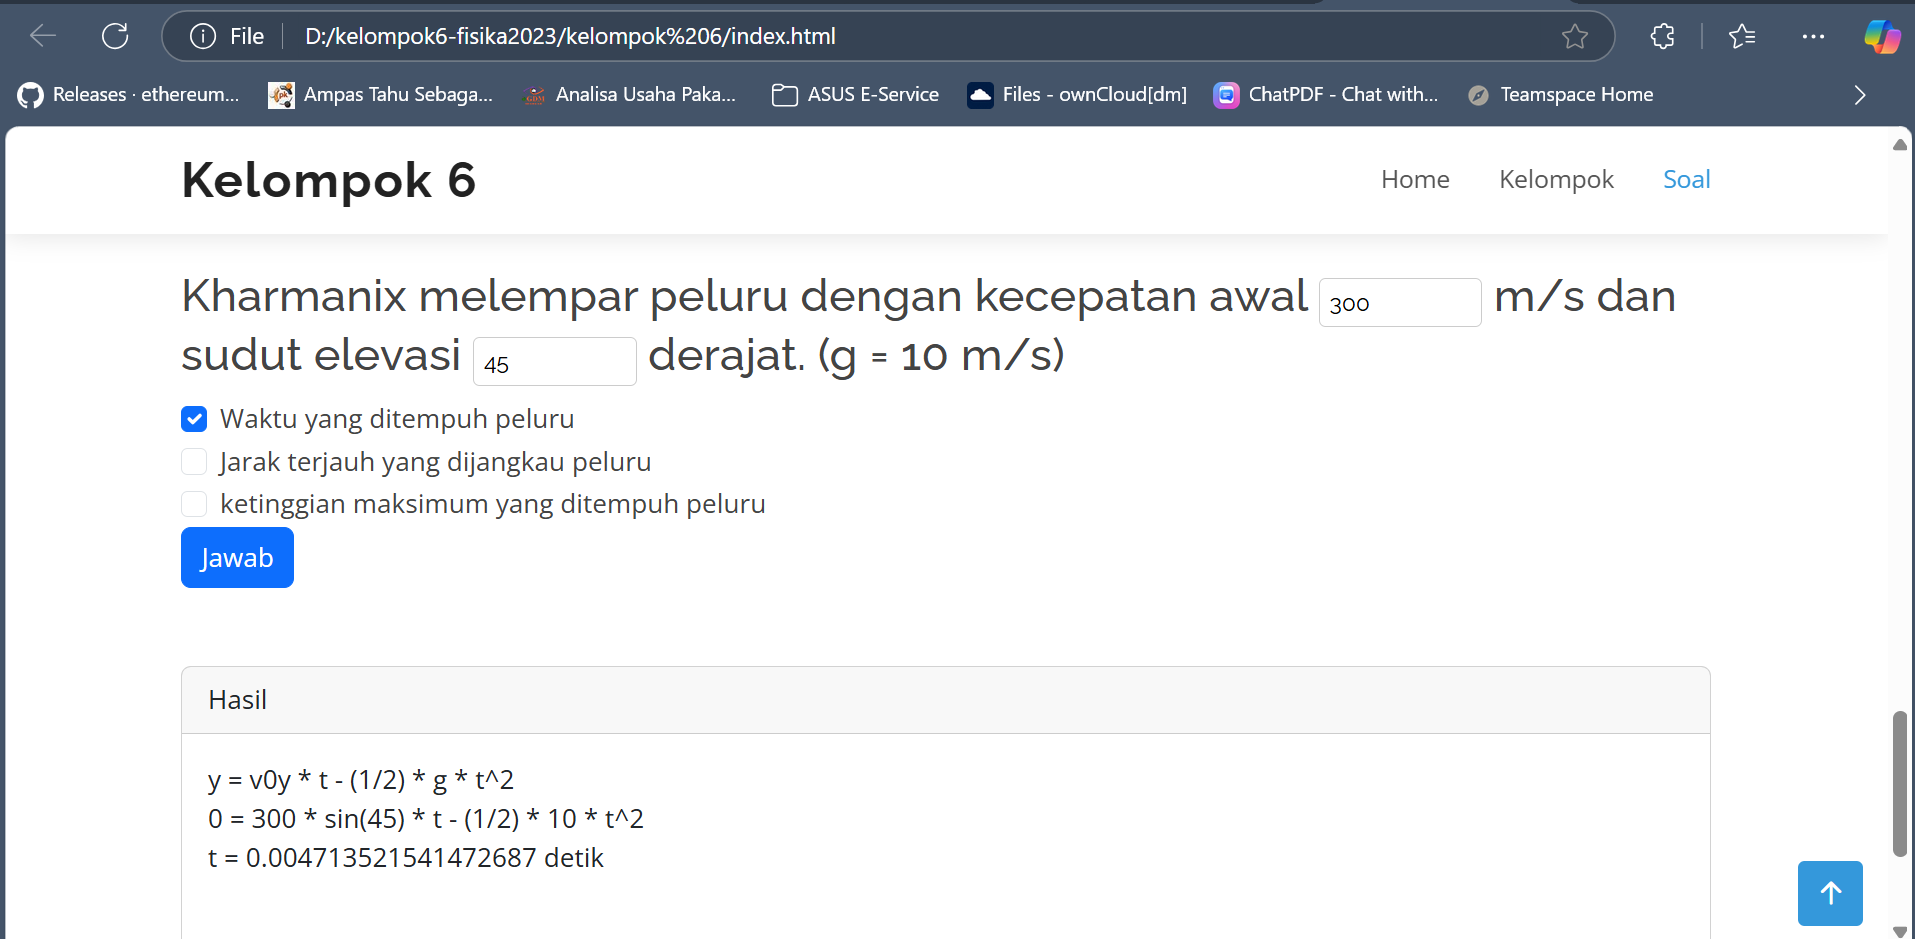 File
D:/kelompok6-fisika2023/kelompok%206/index.html
Releases · ethereum...
Ampas Tahu Sebaga...
GDM
Analisa Usaha Paka...
ASUS E-Service
Files - ownCloud[dm]
ChatPDF - Chat with...
Teamspace Home
Kelompok 6
Home
Kelompok
Soal
Kharmanix melempar peluru dengan kecepatan awal 300 m/s dan
sudut elevasi 45 derajat. (g = 10 m/s)
Waktu yang ditempuh peluru
Jarak terjauh yang dijangkau peluru
ketinggian maksimum yang ditempuh peluru
Jawab
Hasil
y = v0y * t - (1/2) * g * t^2
0 = 300 * sin(45) * t - (1/2) * 10 * t^2
t = 0.004713521541472687 detik